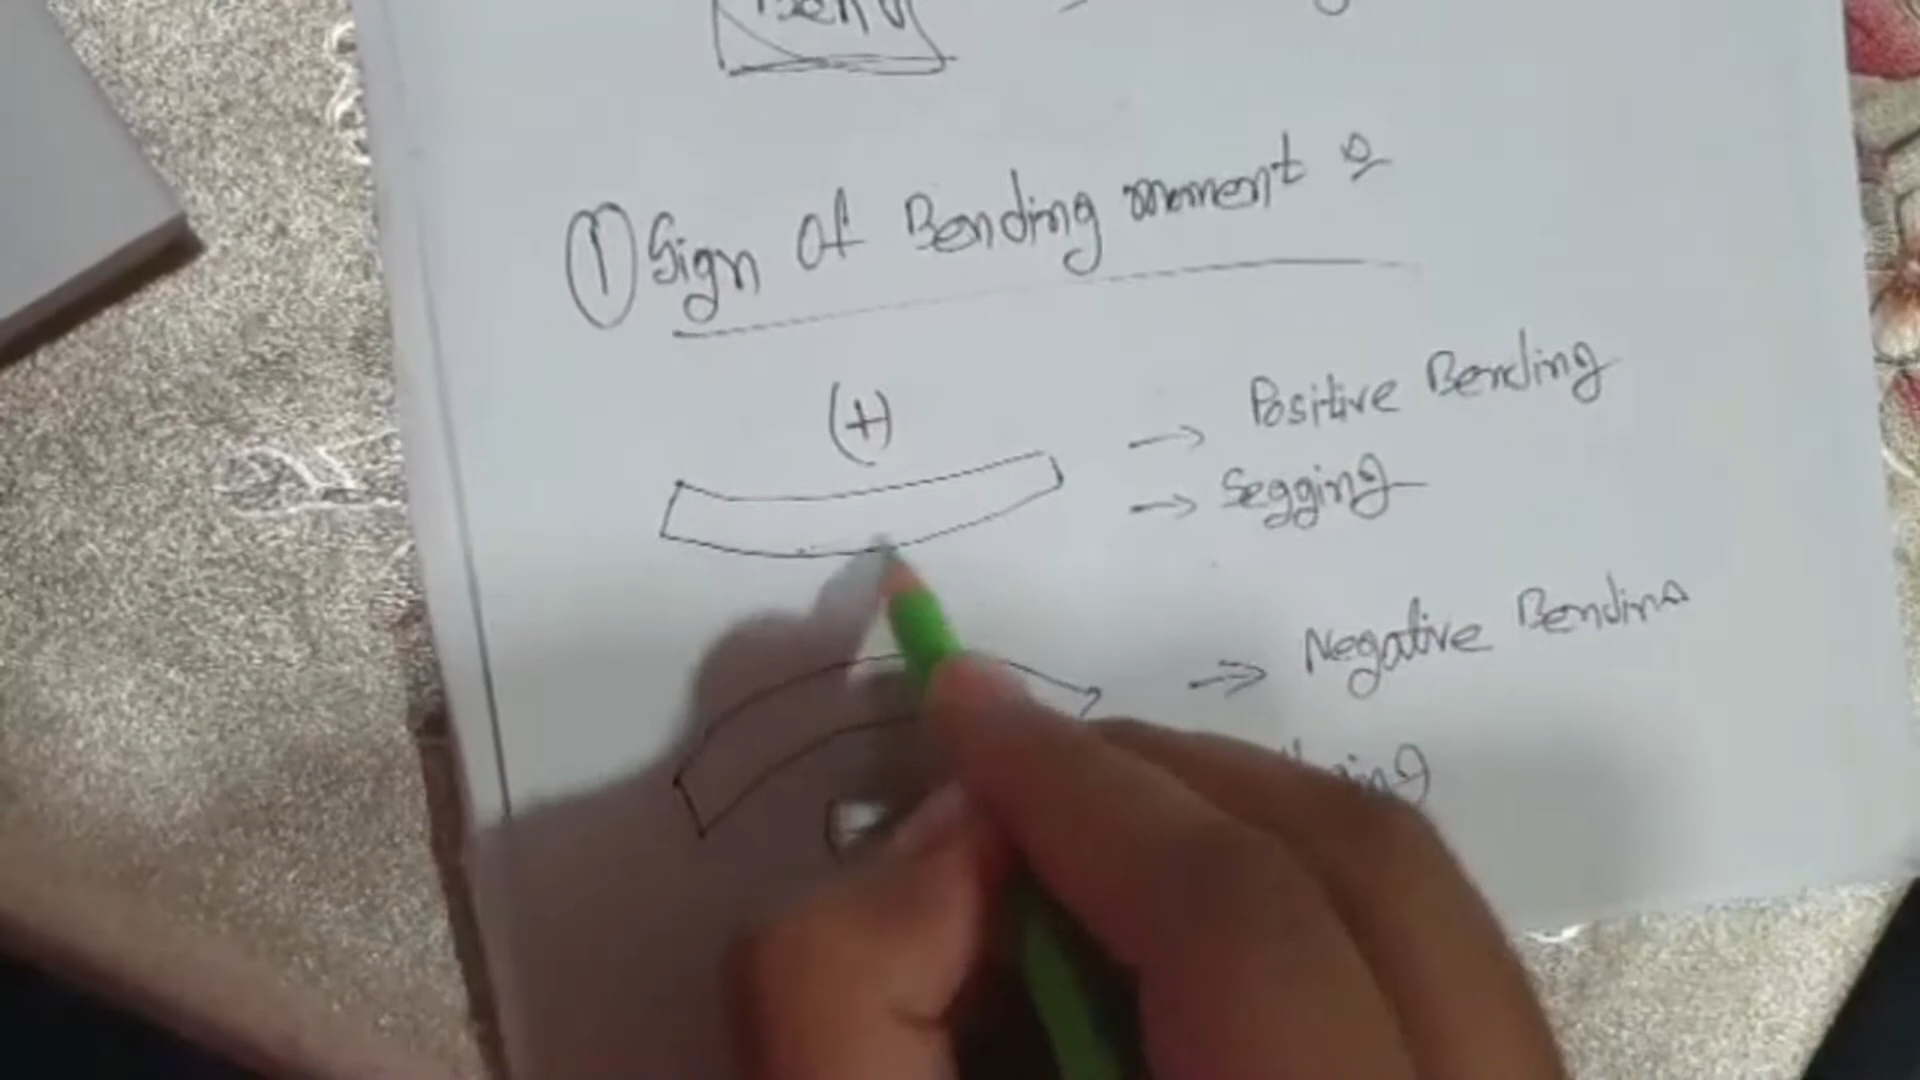 ① Sign Of Bending moment :
(+)
→ Positive Bending
→ Segging
→ Negative Bending